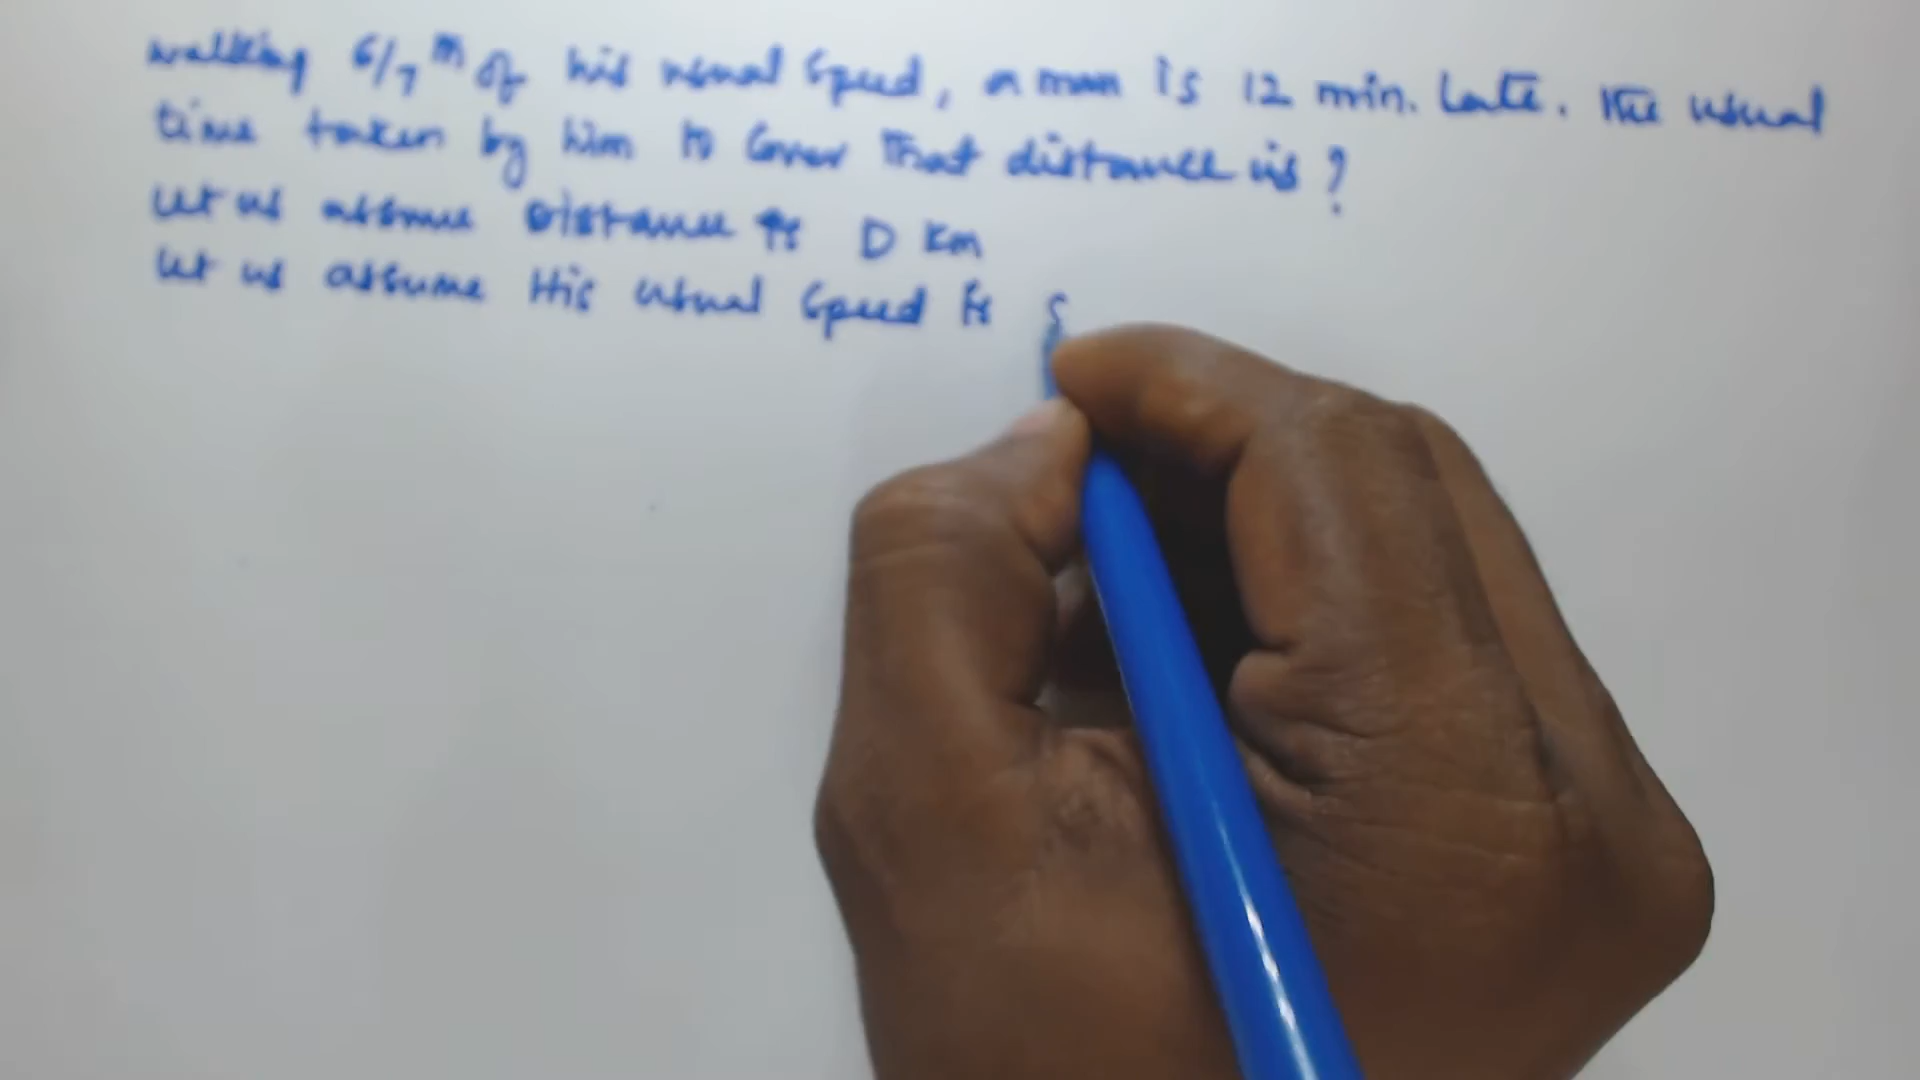 walking 6/7th of his usual speed, a man is 12 min. Late. The usual
time taken by him to Cover That distance is?
Let us assume Distance is D Km
Let us assume His usual Speed is S